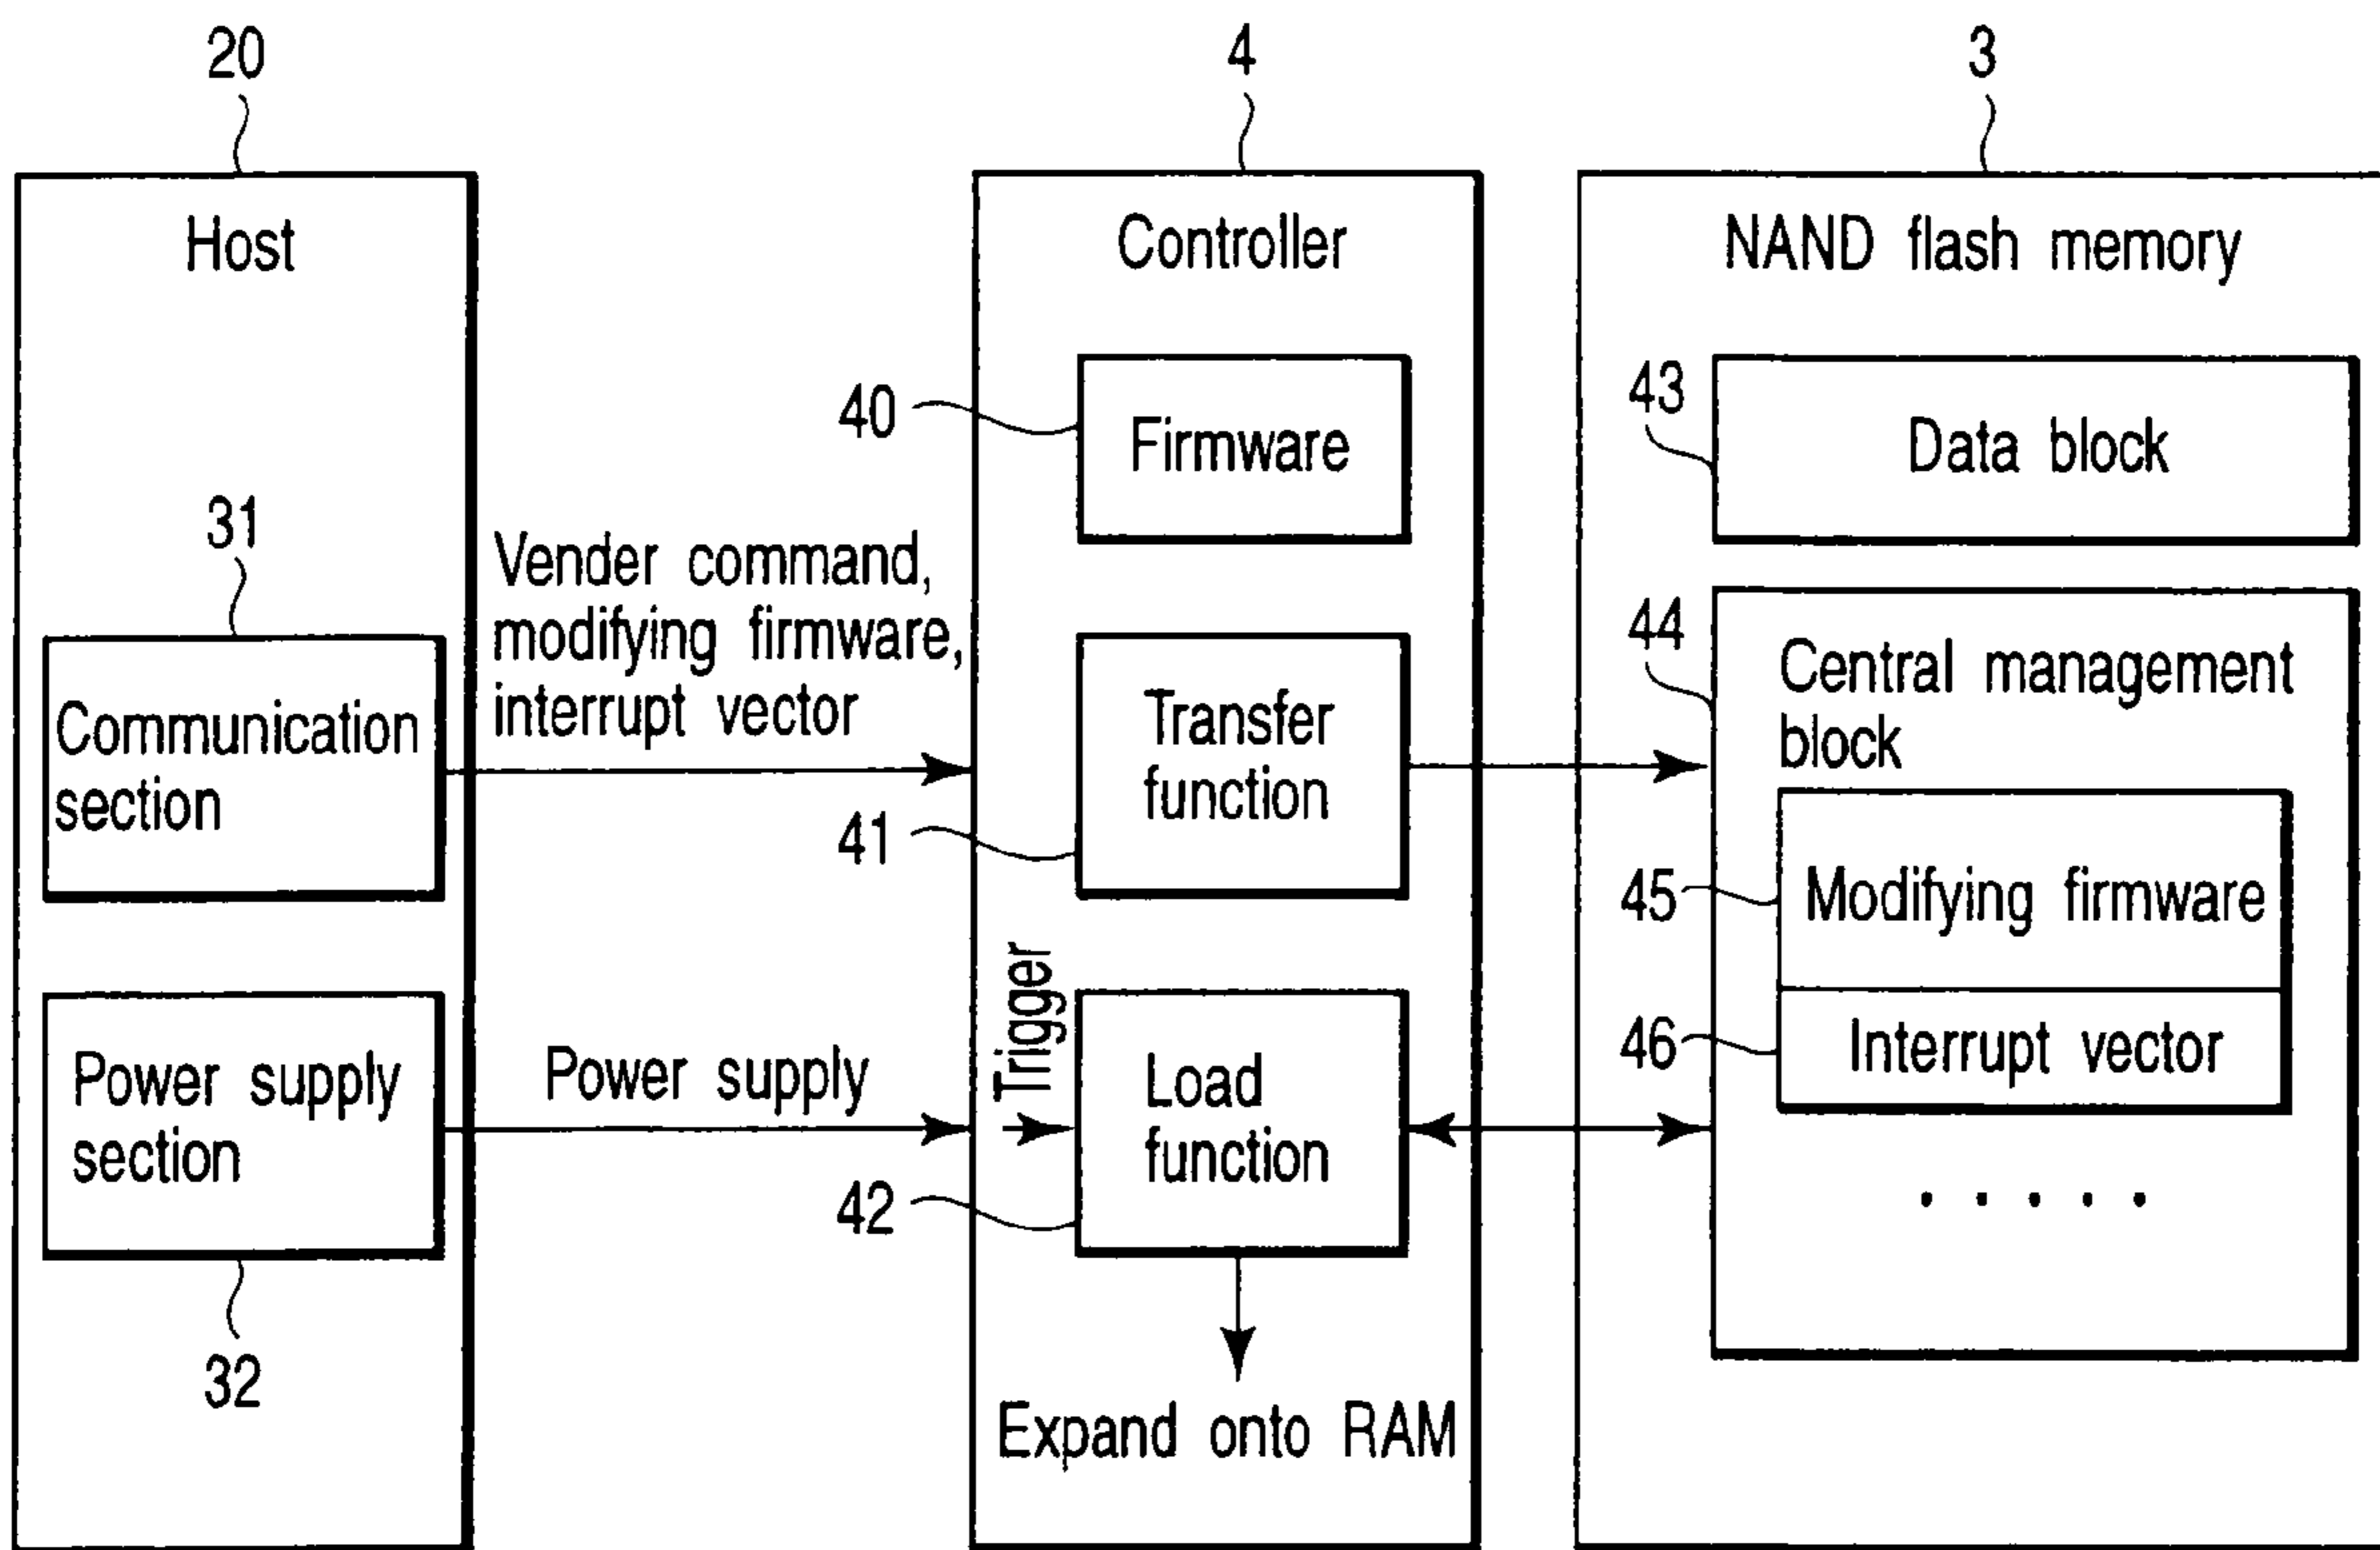 20
4
3
Host
Controller
NAND flash memory
40
Firmware
43
Data block
31
Vender command,
modifying firmware,
interrupt vector
Communication
section
Transfer
function
41
44
Central management
block
45
Modifying firmware
46
Interrupt vector
.....
Power supply
section
32
Power supply
Trigger
Load
function
42
Expand onto RAM